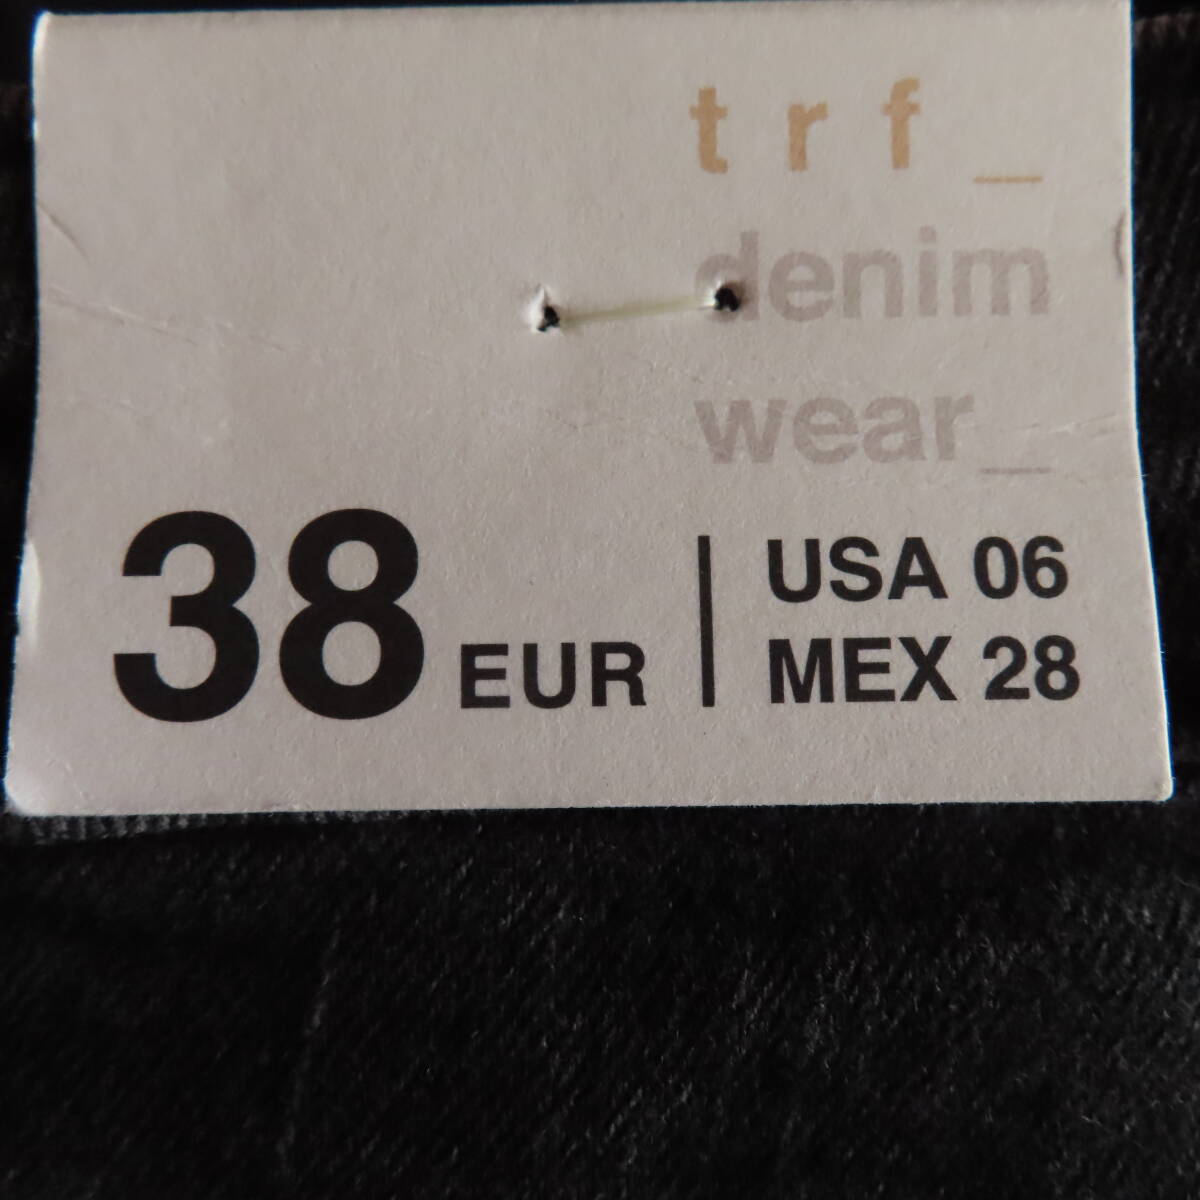 trf_
denim
wear_
38 EUR
USA 06
MEX 28